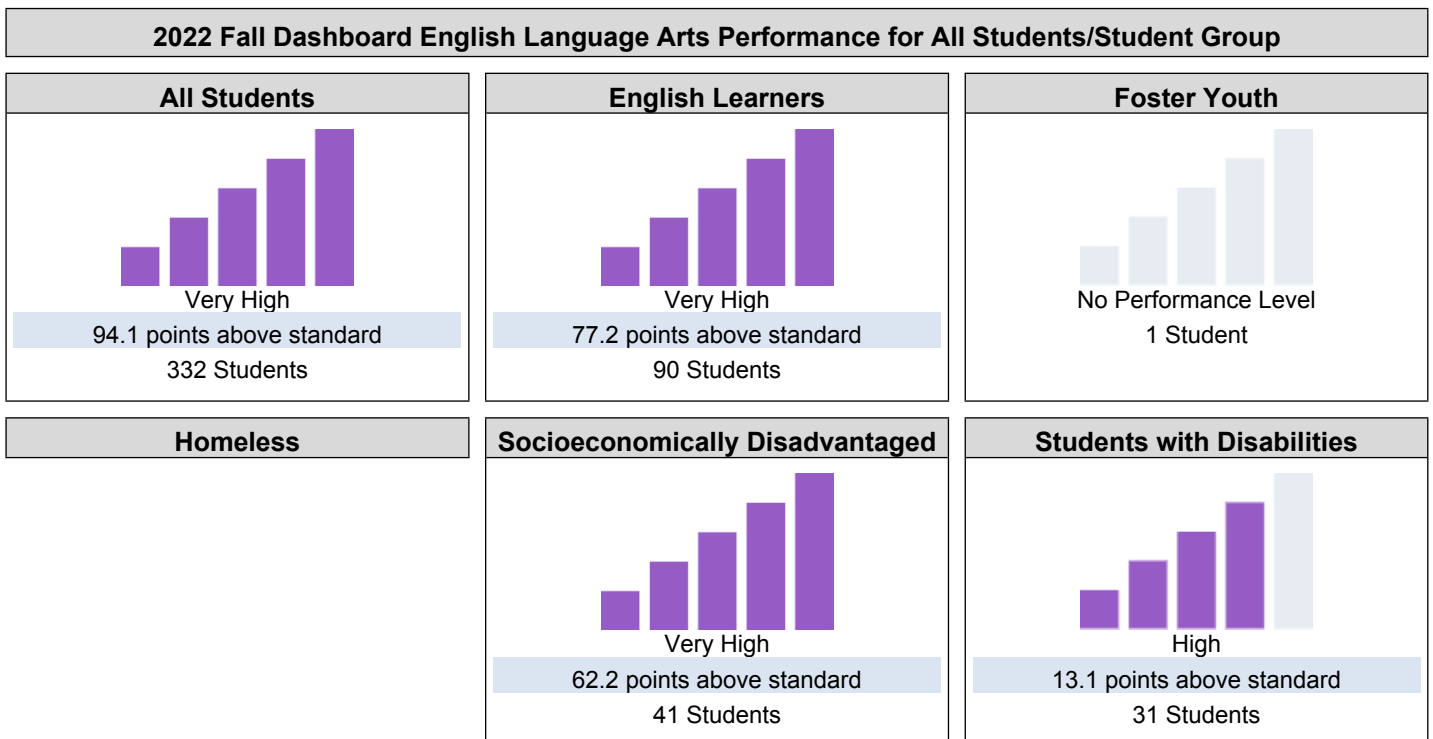 2022 Fall Dashboard English Language Arts Performance for All Students/Student Group
All Students
Very High
94.1 points above standard
332 Students
English Learners
Very High
77.2 points above standard
90 Students
Foster Youth
No Performance Level
1 Student
Homeless
Socioeconomically Disadvantaged
Very High
62.2 points above standard
41 Students
Students with Disabilities
High
13.1 points above standard
31 Students